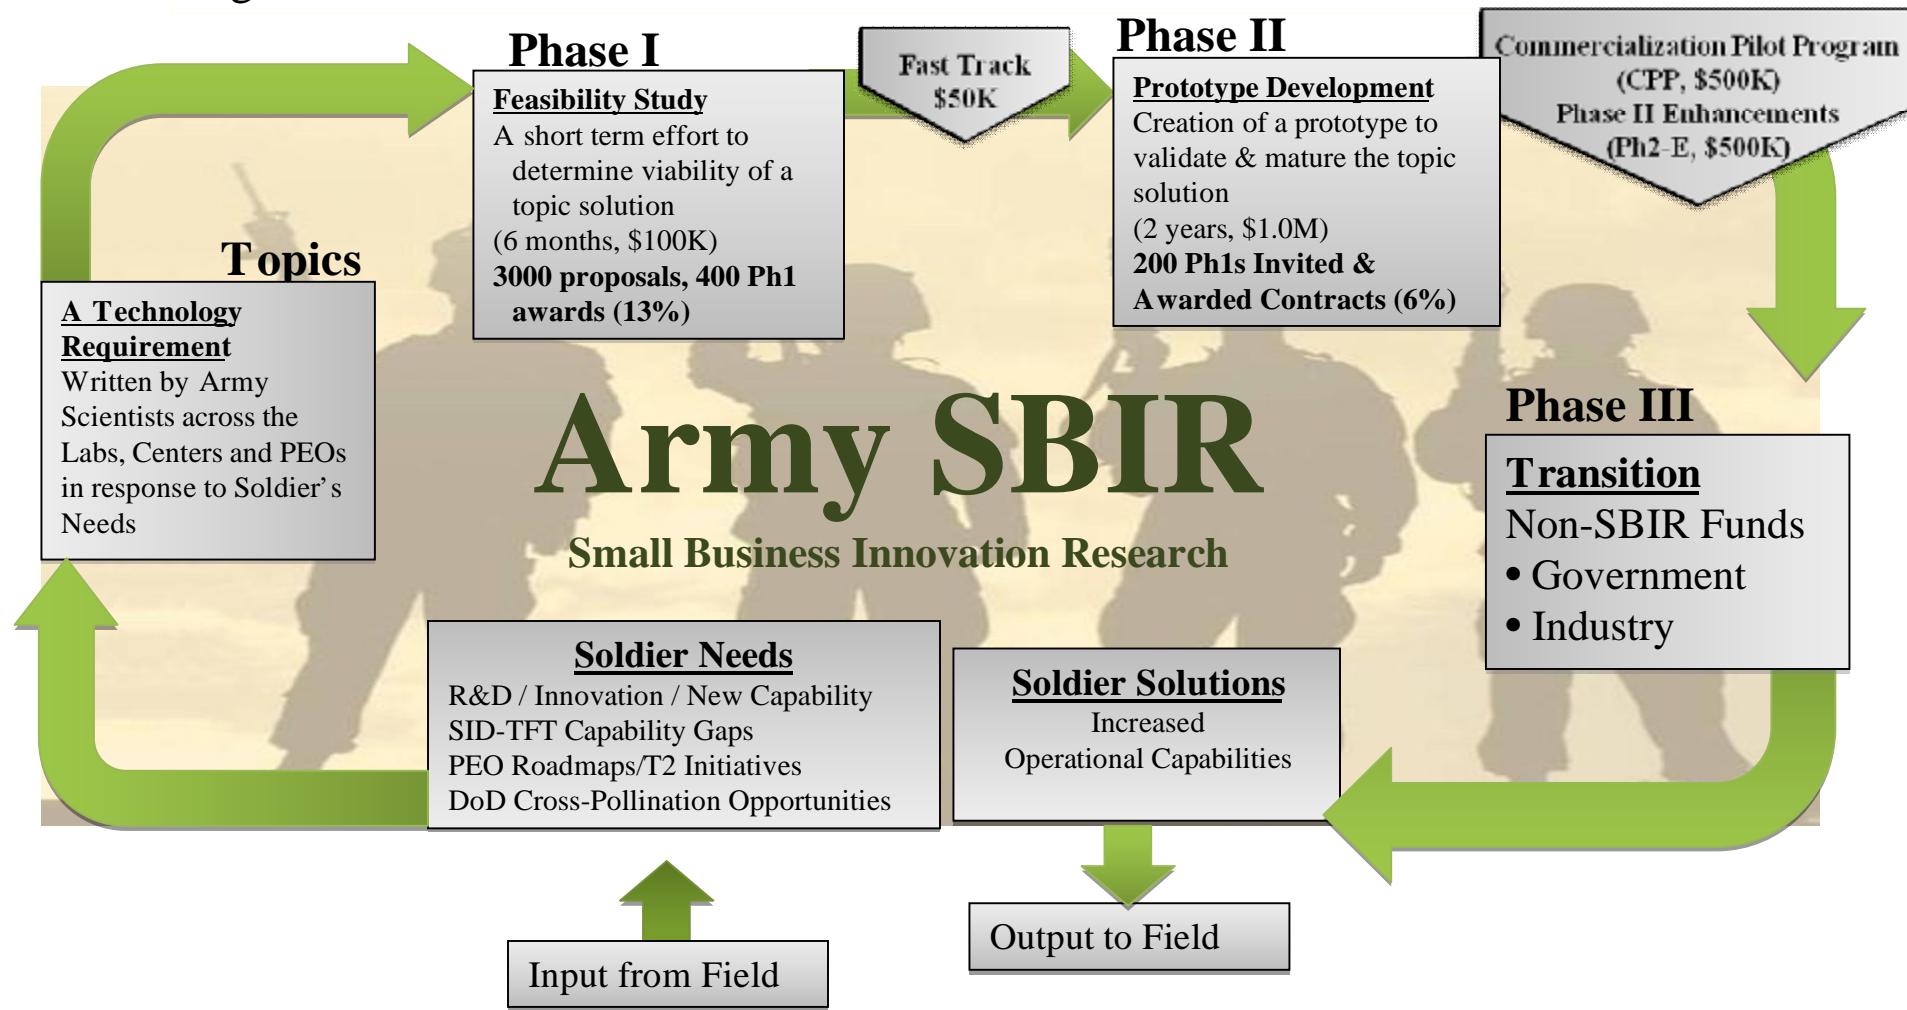 Phase I
Feasibility Study
A short term effort to
determine viability of a
topic solution
(6 months, $100K)
3000 proposals, 400 Ph1
awards (13%)
Fast Track
$50K
Phase II
Prototype Development
Creation of a prototype to
validate & mature the topic
solution
(2 years, $1.0M)
200 Ph1s Invited &
Awarded Contracts (6%)
Commercialization Pilot Program
(CPP, $500K)
Phase II Enhancements
(Ph2-E, $500K)
Topics
A Technology
Requirement
Written by Army
Scientists across the
Labs, Centers and PEOs
in response to Soldier's
Needs
Army SBIR
Small Business Innovation Research
Phase III
Transition
Non-SBIR Funds
• Government
• Industry
Soldier Needs
R&D / Innovation / New Capability
SID-TFT Capability Gaps
PEO Roadmaps/T2 Initiatives
DoD Cross-Pollination Opportunities
Soldier Solutions
Increased
Operational Capabilities
Input from Field
Output to Field